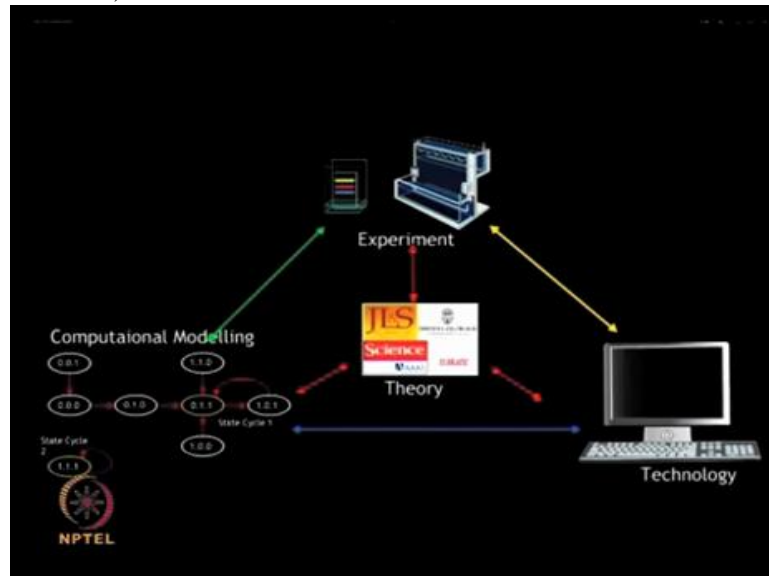 Experiment
JLS
Science
AAAS
Theory
Computaional Modelling
0.0.1
1.1.0
0.0.0
0.1.0
0.1.1
1.0.1
State Cycle 1
1.0.0
State Cycle
2
1.1.1
NPTEL
Technology